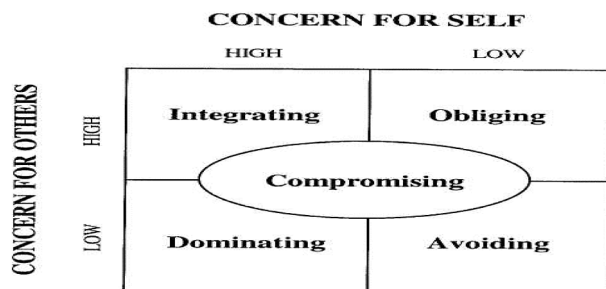 CONCERN FOR SELF
HIGH LOW
CONCERN FOR OTHERS
HIGH
LOW
Integrating Obliging
Compromising
Dominating Avoiding